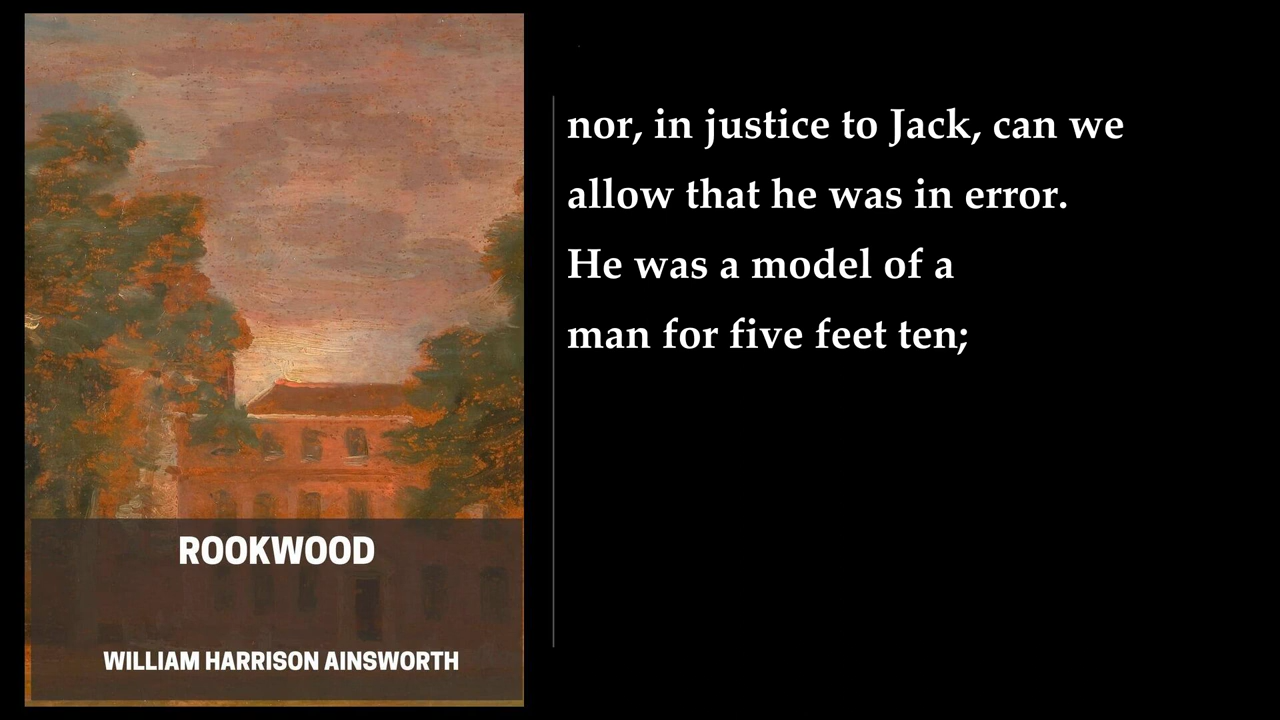 nor, in justice to Jack, can we
allow that he was in error.
He was a model of a
man for five feet ten;
ROOKWOOD
WILLIAM HARRISON AINSWORTH